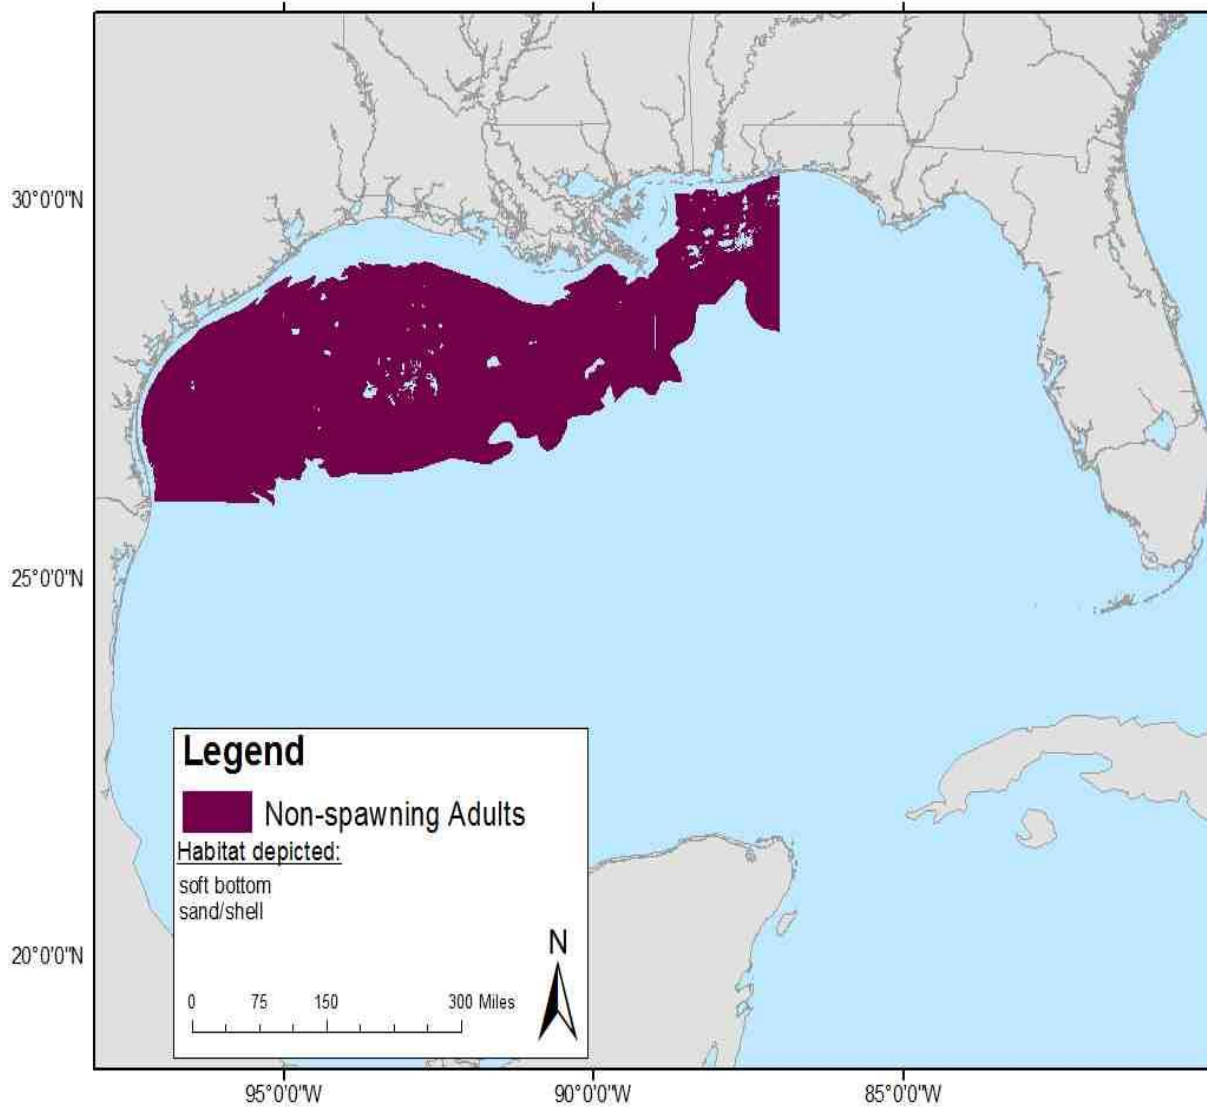 30°0'0"N
25°0'0"N
20°0'0"N
Legend
Non-spawning Adults
Habitat depicted:
soft bottom
sand/shell
N
0 75 150 300 Miles
95°0'0"W 90°0'0"W 85°0'0"W